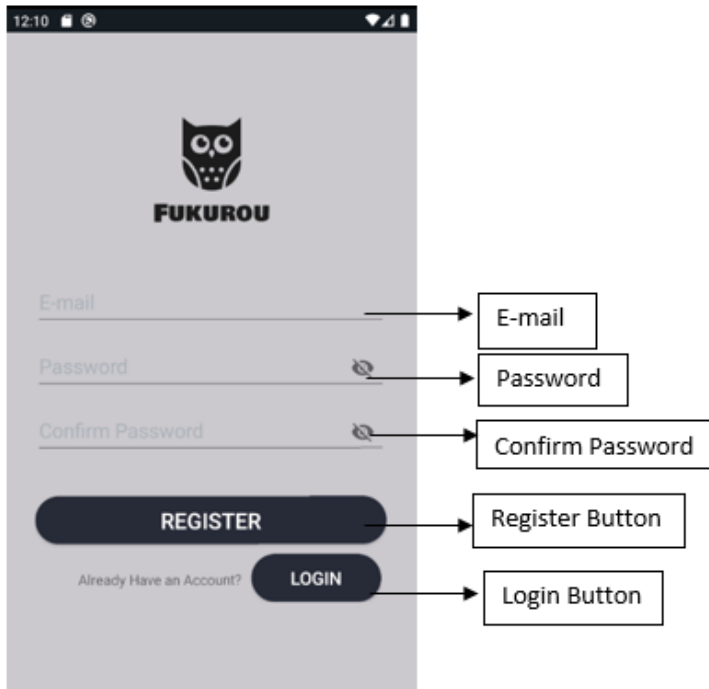 12:10
FUKUROU
E-mail
E-mail
Password
Password
Confirm Password
Confirm Password
REGISTER
Register Button
Already Have an Account?
LOGIN
Login Button